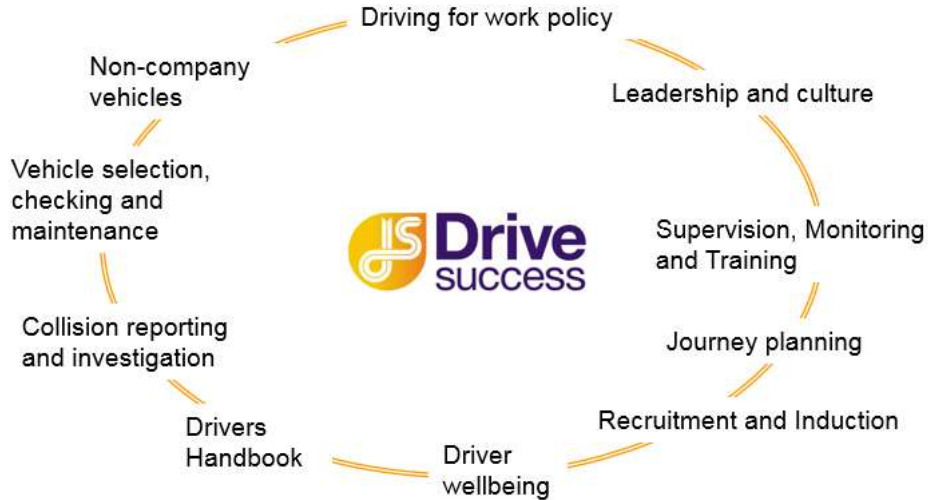 Driving for work policy
Leadership and culture
Supervision, Monitoring
and Training
Journey planning
Recruitment and Induction
Driver
wellbeing
Drivers
Handbook
Collision reporting
and investigation
Vehicle selection,
checking and
maintenance
Non-company
vehicles
dS Drive
success